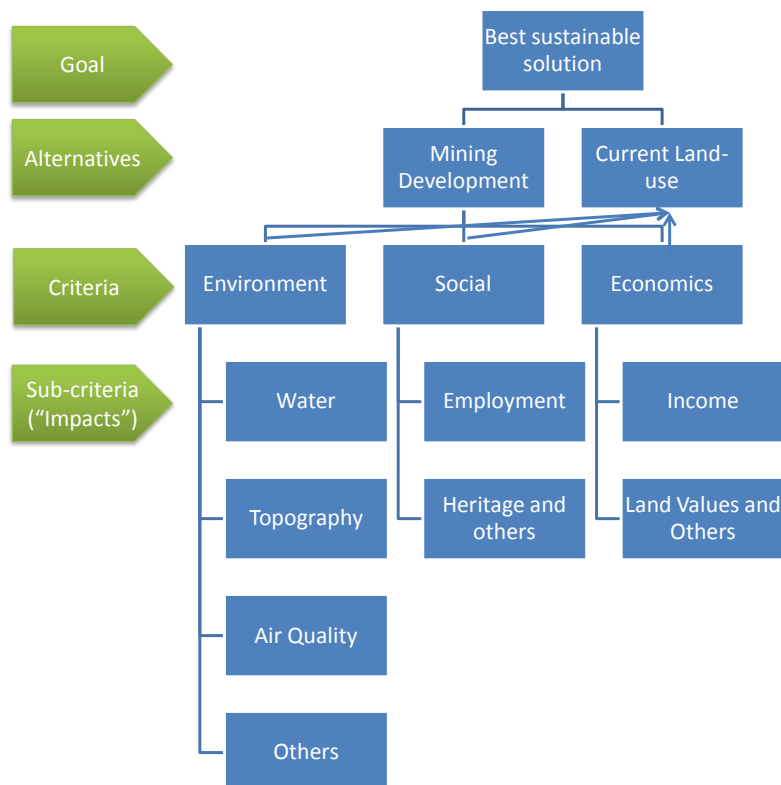 Goal
Best sustainable
solution
Alternatives
Mining
Development
Current Land-
use
Criteria
Environment
Social
Economics
Sub-criteria
(“Impacts”)
Water
Employment
Income
Topography
Heritage and
others
Land Values and
Others
Air Quality
Others